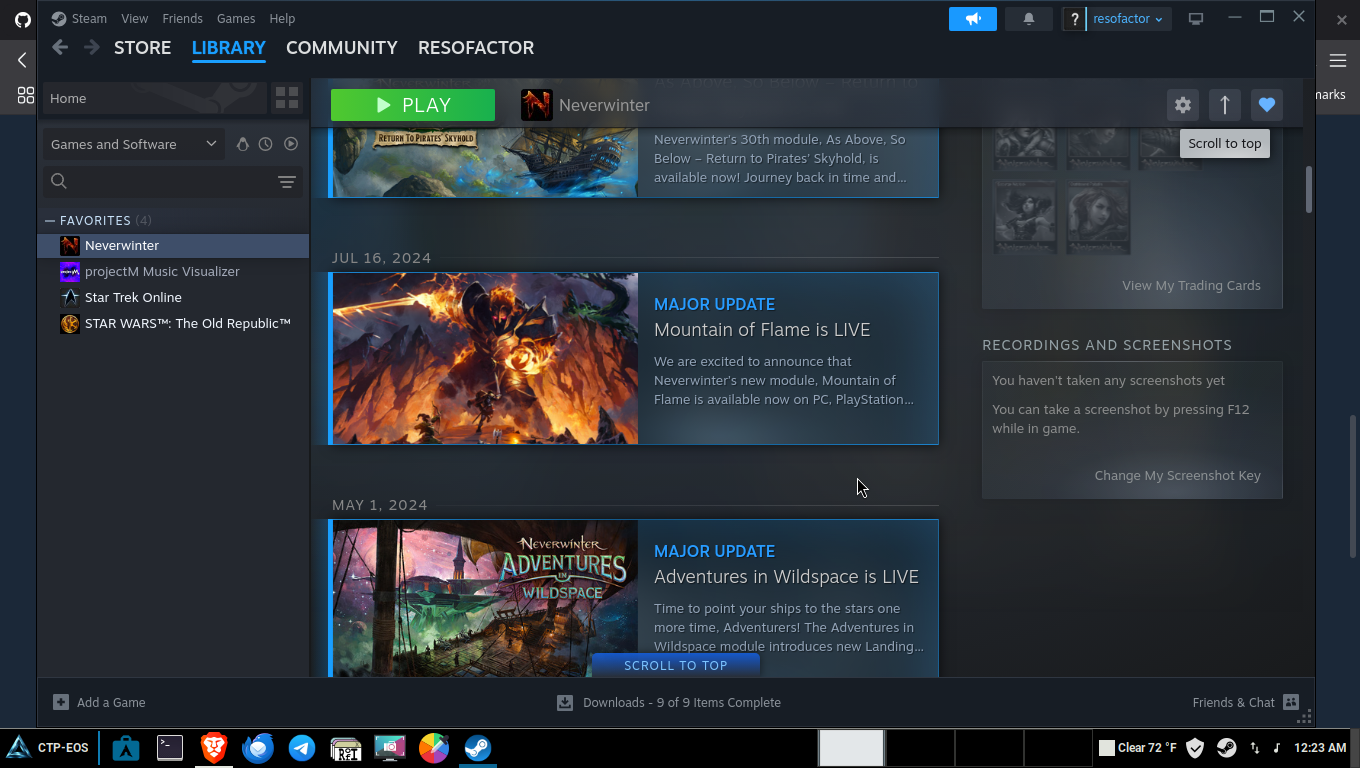 Steam View Friends Games Help
? resofactor
STORE LIBRARY COMMUNITY RESOFACTOR
Home
PLAY
Neverwinter
marks
As Above, So Below – Return to
Games and Software
RETURN TO PIRATES' SKYHOLD
Neverwinter's 30th module, As Above, So
Below – Return to Pirates' Skyhold, is
available now! Journey back in time and...
Scroll to top
FAVORITES (4)
Neverwinter
projectM Music Visualizer
Star Trek Online
STAR WARS™: The Old Republic™
JUL 16, 2024
MAJOR UPDATE
Mountain of Flame is LIVE
We are excited to announce that
Neverwinter's new module, Mountain of
Flame is available now on PC, PlayStation...
View My Trading Cards
RECORDINGS AND SCREENSHOTS
You haven't taken any screenshots yet
You can take a screenshot by pressing F12
while in game.
Change My Screenshot Key
MAY 1, 2024
NEVERWINTER
ADVENTURES
IN
WILDSPACE
MAJOR UPDATE
Adventures in Wildspace is LIVE
Time to point your ships to the stars one
more time, Adventurers! The Adventures in
Wildspace module introduces new Landing...
SCROLL TO TOP
Add a Game
Downloads - 9 of 9 Items Complete
Friends & Chat
CTP-EOS
Clear 72 °F
12:23 AM